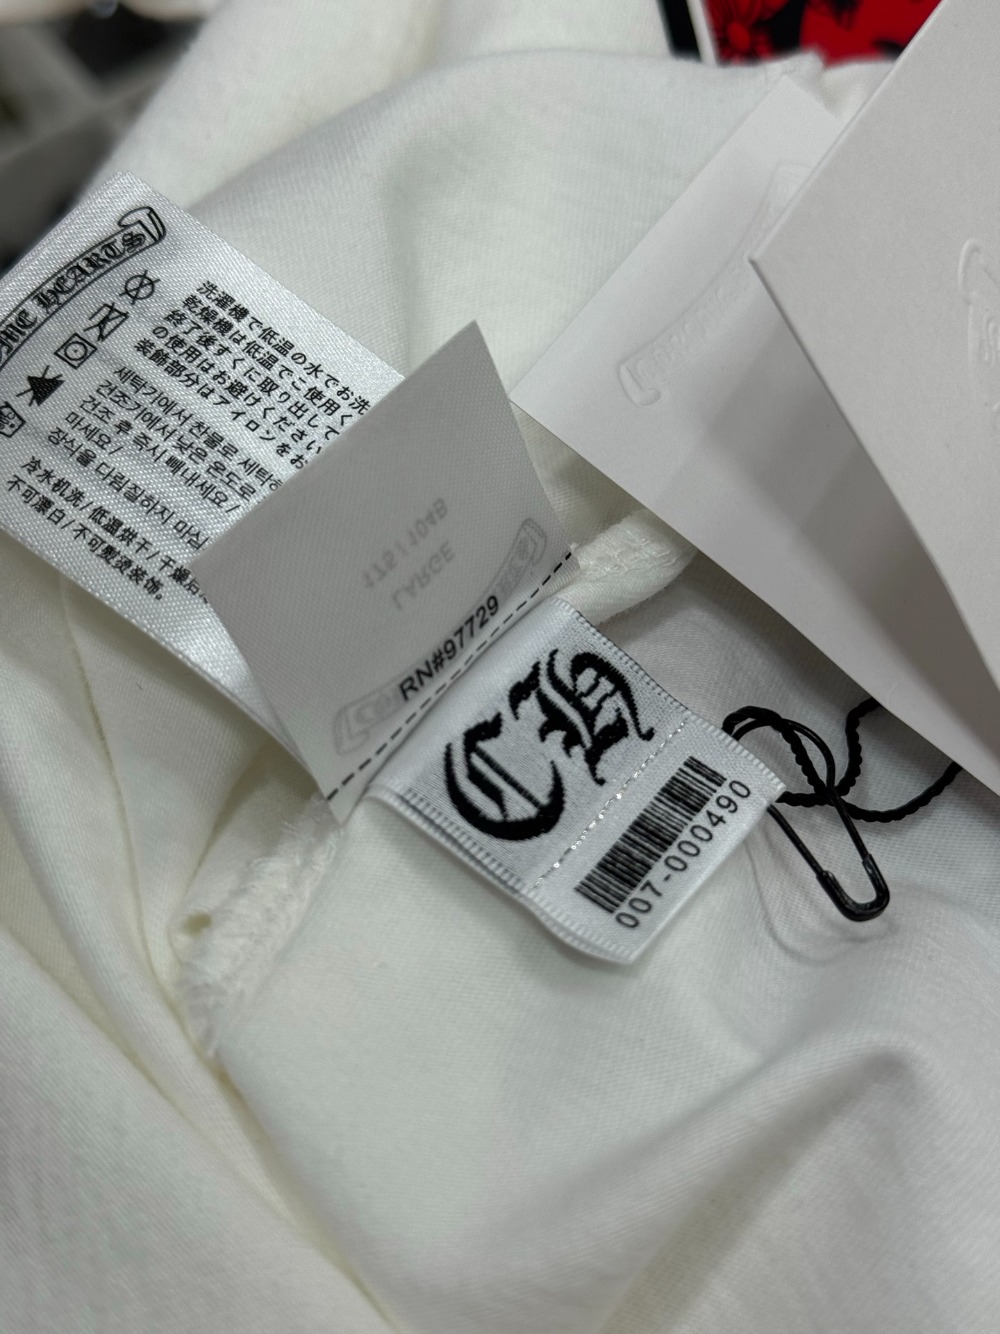 洗濯機で低温の水でお洗
乾燥機は低温でご使用く
終了後すぐに取り出して
の使用はお避けください
装飾部分はアイロンをお
세탁기에서 찬물로 세탁하
건조기에서 낮은 온도로
건조 후 즉시 빼내세요/
마세요/
장식을 다림질하지 마십
冷水机洗/低温烘干/干燥后
不可漂白/不可熨烫装饰。
175/104B
LARGE
RN#97729
CH
007-000490